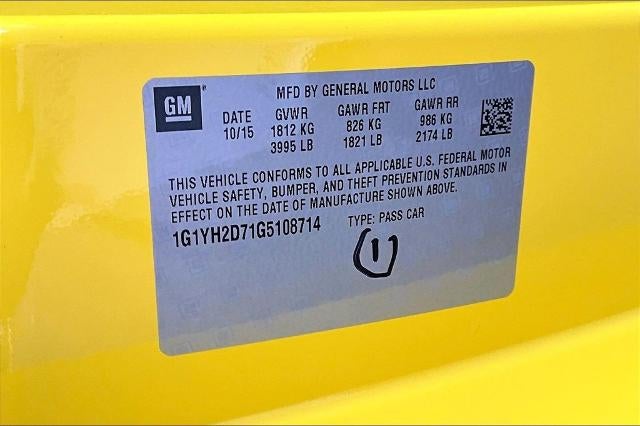 GM
MFD BY GENERAL MOTORS LLC
DATE GVWR GAWR FRT GAWR RR
10/15 1812 KG 826 KG 986 KG
3995 LB 1821 LB 2174 LB
THIS VEHICLE CONFORMS TO ALL APPLICABLE U.S. FEDERAL MOTOR
VEHICLE SAFETY, BUMPER, AND THEFT PREVENTION STANDARDS IN
EFFECT ON THE DATE OF MANUFACTURE SHOWN ABOVE.
1G1YH2D71G5108714 TYPE: PASS CAR
1